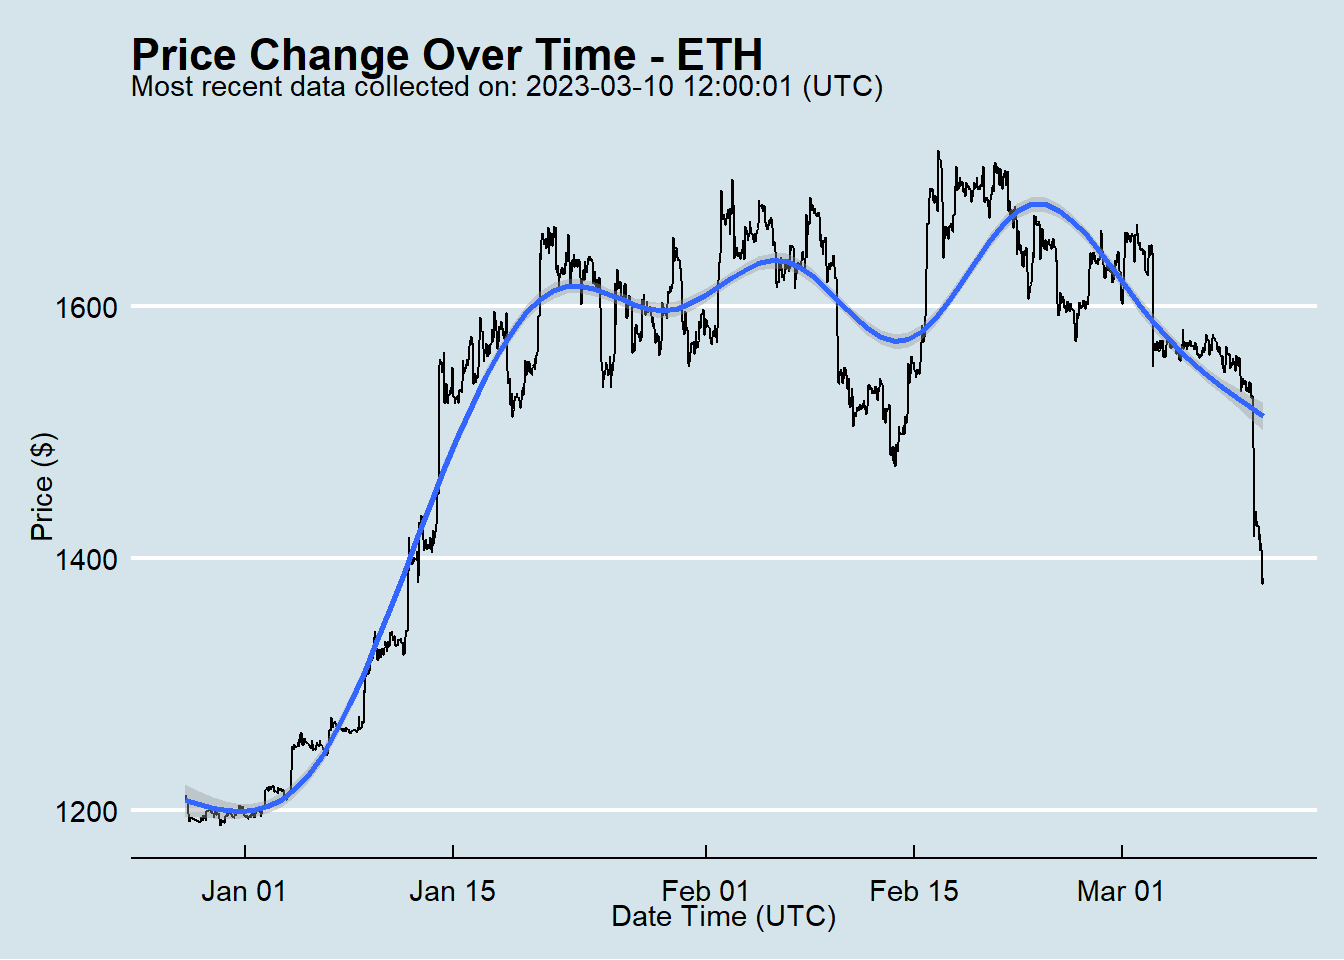 Price Change Over Time - ETH
Most recent data collected on: 2023-03-10 12:00:01 (UTC)
Price ($)
1600
1400
1200
Jan 01 Jan 15 Feb 01 Feb 15 Mar 01
Date Time (UTC)